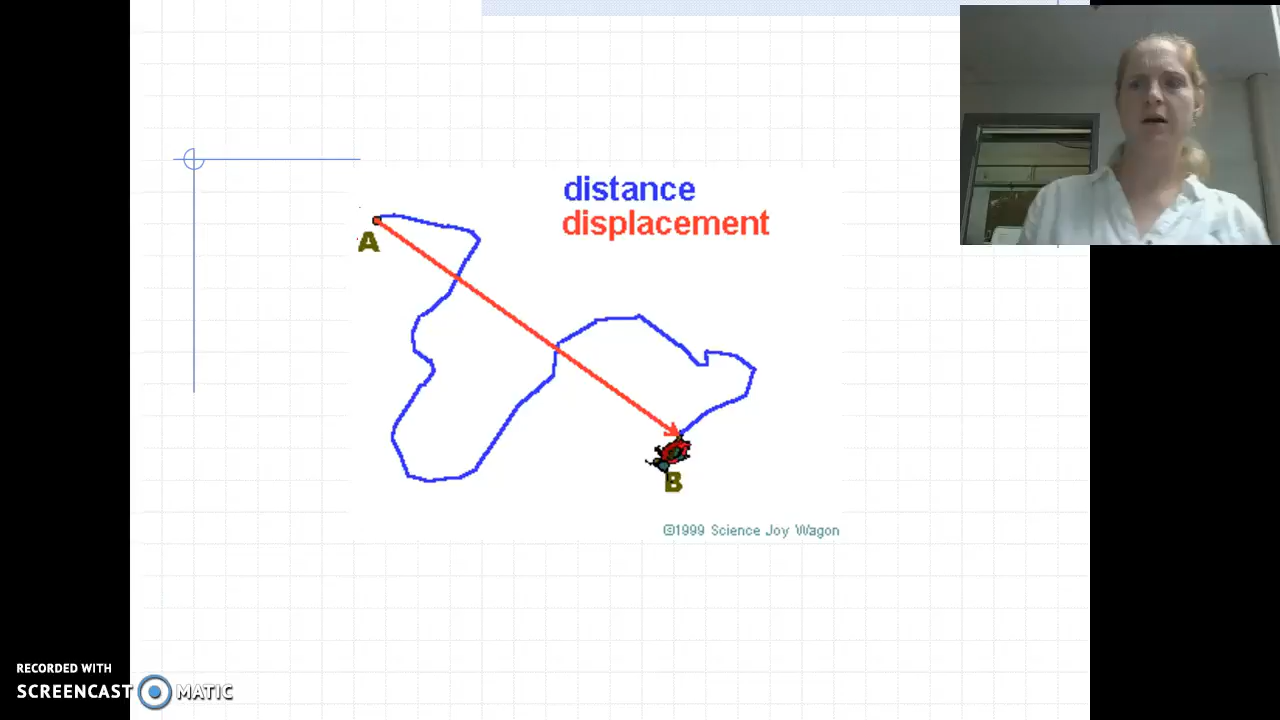 distance
displacement
A
B
©1999 Science Joy Wagon
RECORDED WITH
SCREENCAST MATIC